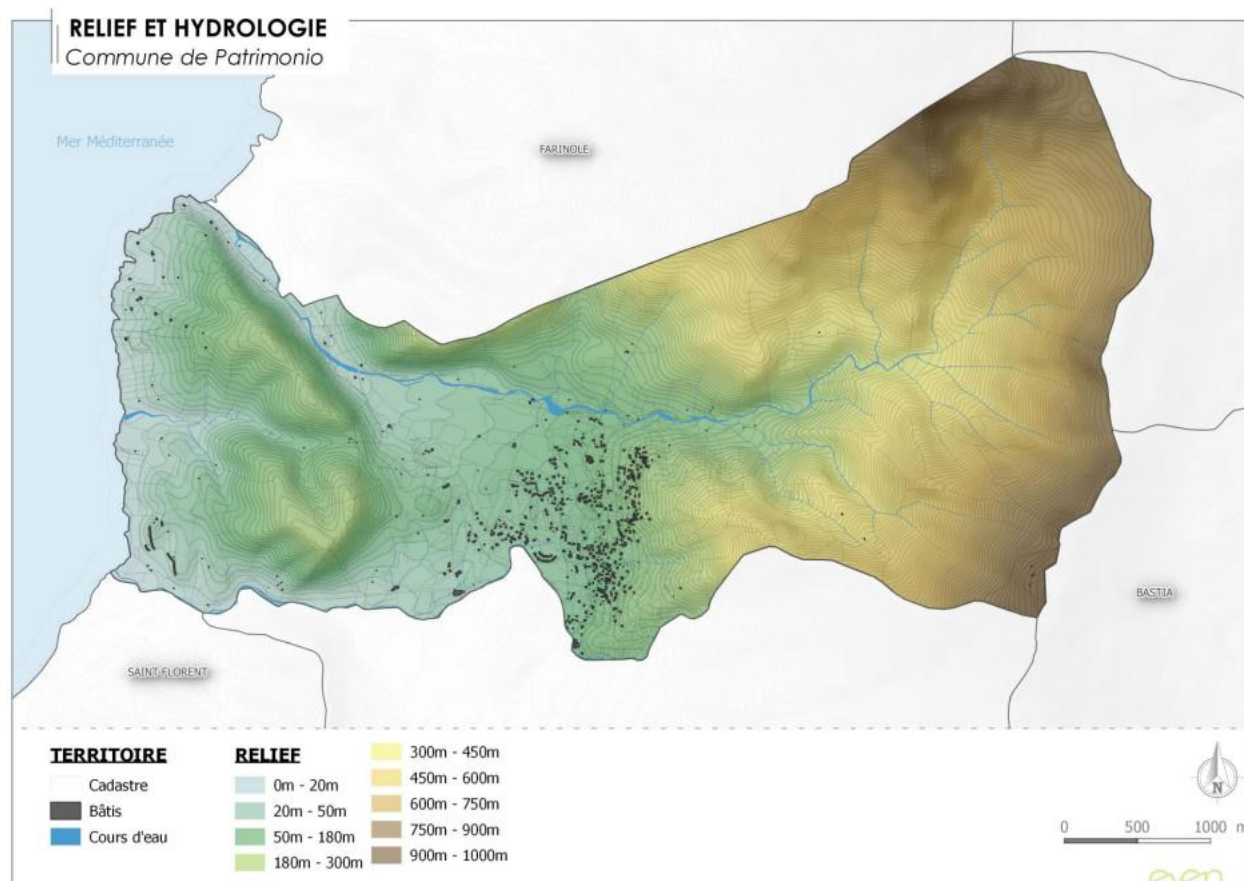 RELIEF ET HYDROLOGIE
Commune de Patrimonio
Mer Méditerranée
FARINOLE
BASTIA
SAINT-FLORENT
TERRITOIRE
Cadastre
Bâtis
Cours d'eau
RELIEF
0m - 20m
20m - 50m
50m - 180m
180m - 300m
300m - 450m
450m - 600m
600m - 750m
750m - 900m
900m - 1000m
N
0 500 1000 m